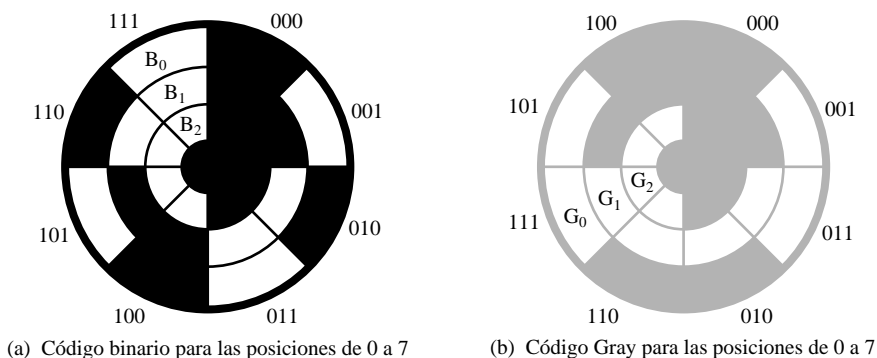 111 000
B0
110 B1 001
B2
101 010
100 011
(a) Código binario para las posiciones de 0 a 7
100 000
101 001
G2
G1
111 G0 011
110 010
(b) Código Gray para las posiciones de 0 a 7